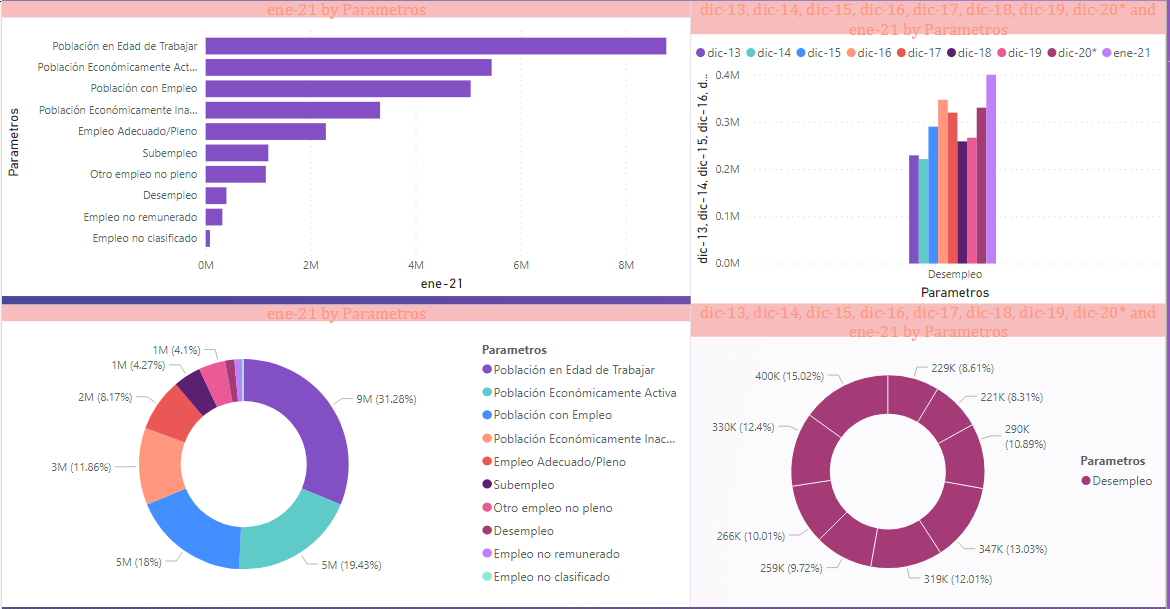 ene-21 by Parametros
Parametros
Población en Edad de Trabajar
Población Económicamente Act...
Población con Empleo
Población Económicamente Ina...
Empleo Adecuado/Pleno
Subempleo
Otro empleo no pleno
Desempleo
Empleo no remunerado
Empleo no clasificado
0M 2M 4M 6M 8M
ene-21
dic-13, dic-14, dic-15, dic-16, dic-17, dic-18, dic-19, dic-20* and
ene-21 by Parametros
dic-13 dic-14 dic-15 dic-16 dic-17 dic-18 dic-19 dic-20* ene-21
dic-13, dic-14, dic-15, dic-16, d...
0.4M
0.3M
0.2M
0.1M
0.0M
Desempleo
Parametros
ene-21 by Parametros
1M (4.1%)
1M (4.27%)
2M (8.17%)
3M (11.86%)
5M (18%)
9M (31.28%)
5M (19.43%)
Parametros
Población en Edad de Trabajar
Población Económicamente Activa
Población con Empleo
Población Económicamente Inac...
Empleo Adecuado/Pleno
Subempleo
Otro empleo no pleno
Desempleo
Empleo no remunerado
Empleo no clasificado
dic-13, dic-14, dic-15, dic-16, dic-17, dic-18, dic-19, dic-20* and
ene-21 by Parametros
400K (15.02%)
330K (12.4%)
266K (10.01%)
259K (9.72%)
229K (8.61%)
221K (8.31%)
290K
(10.89%)
347K (13.03%)
319K (12.01%)
Parametros
Desempleo